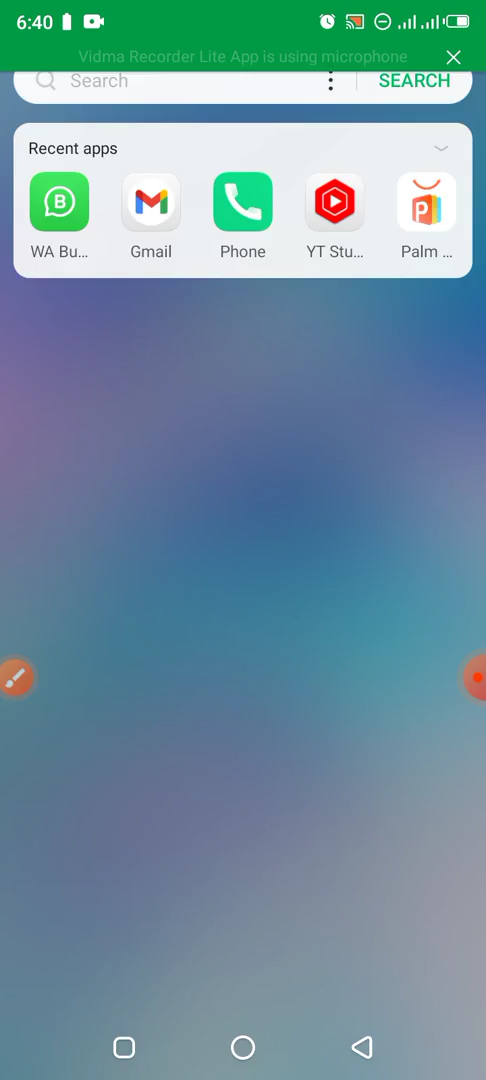 6:40
Vidma Recorder Lite App is using microphone
Search
SEARCH
Recent apps
WA Bu...
Gmail
Phone
YT Stu...
Palm ...